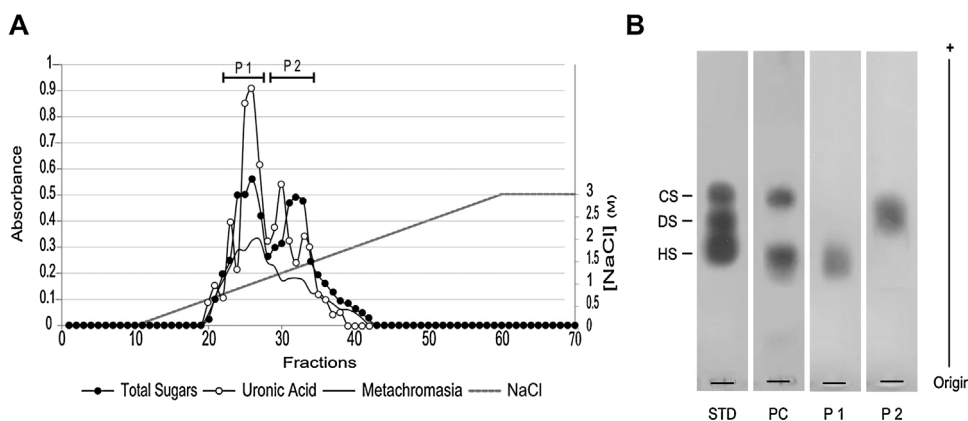 A
P 1 P 2
1
0.9
0.8
0.7
0.6
0.5
0.4
0.3
0.2
0.1
0
Absorbance
0 10 20 30 40 50 60 70
Fractions
3
2.5
2
1.5
1
0.5
0
[NaCl] (M)
Total Sugars Uronic Acid Metachromasia NaCl
B
+
CS
DS
HS
Origin
STD PC P 1 P 2